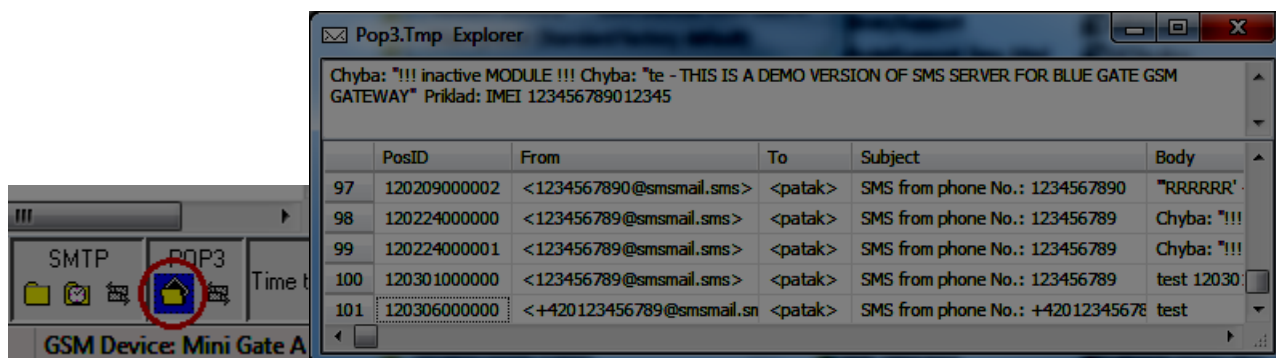 Pop3.Tmp Explorer
Chyba: "!!! inactive MODULE !!! Chyba: "te - THIS IS A DEMO VERSION OF SMS SERVER FOR BLUE GATE GSM
GATEWAY" Priklad: IMEI 123456789012345
PosID From To Subject Body
97 120209000002 <1234567890@smsmail.sms> <patak> SMS from phone No.: 1234567890 "RRRRRR' -
98 120224000000 <123456789@smsmail.sms> <patak> SMS from phone No.: 123456789 Chyba: "!!!
99 120224000001 <123456789@smsmail.sms> <patak> SMS from phone No.: 123456789 Chyba: "!!!
100 120301000000 <123456789@smsmail.sms> <patak> SMS from phone No.: 123456789 test 12030
101 120306000000 <+420123456789@smsmail.sn <patak> SMS from phone No.: +42012345678 test
SMTP POP3
Time t
GSM Device: Mini Gate A